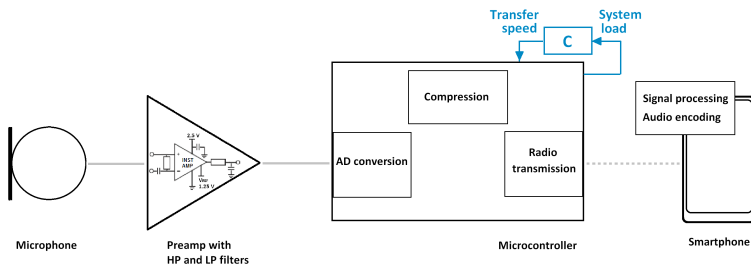 Transfer
speed
System
load
C
Compression
Signal processing
Audio encoding
2.5 V
INST
AMP
+
−
VREF
1.25 V
AD conversion
Radio
transmission
Microphone
Preamp with
HP and LP filters
Microcontroller
Smartphone